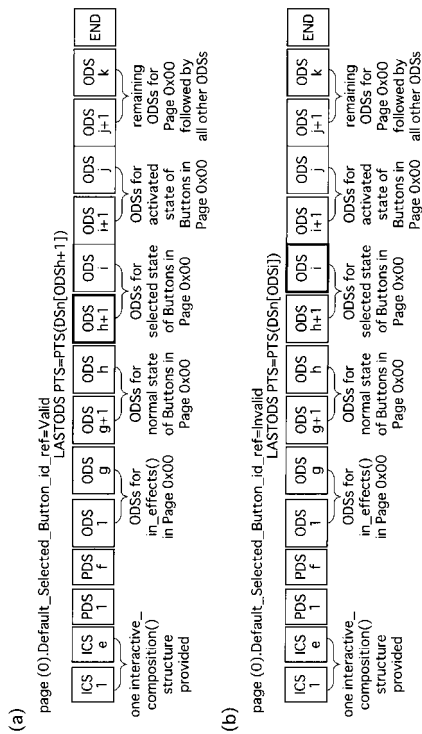 (a)
page (0).Default_Selected_Button_id_ref=Valid
LASTODS PTS=PTS(DSn[ODSh+1])
ICS 1
ICS e
PDS 1
PDS f
ODS 1
ODS g
ODS g+1
ODS h
ODS h+1
ODS i
ODS i+1
ODS j
ODS j+1
ODS k
END
one interactive_
composition()
structure
provided
ODSs for
in_effects()
in Page 0x00
ODSs for
normal state
of Buttons in
Page 0x00
ODSs for
selected state
of Buttons in
Page 0x00
ODSs for
activated
state of
Buttons in
Page 0x00
remaining
ODSs for
Page 0x00
followed by
all other ODSs
(b)
page (0).Default_Selected_Button_id_ref=Invalid
LASTODS PTS=PTS(DSn[ODSi])
ICS 1
ICS e
PDS 1
PDS f
ODS 1
ODS g
ODS g+1
ODS h
ODS h+1
ODS i
ODS i+1
ODS j
ODS j+1
ODS k
END
one interactive_
composition()
structure
provided
ODSs for
in_effects()
in Page 0x00
ODSs for
normal state
of Buttons in
Page 0x00
ODSs for
selected state
of Buttons in
Page 0x00
ODSs for
activated
state of
Buttons in
Page 0x00
remaining
ODSs for
Page 0x00
followed by
all other ODSs